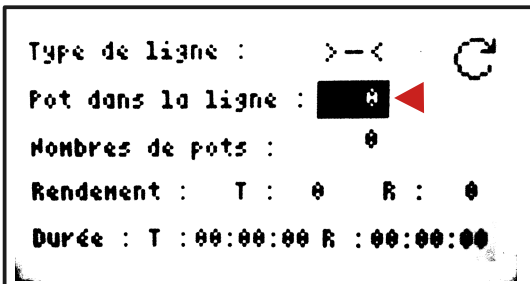 Type de ligne : >-<
Pot dans la ligne : 0
Nombres de pots : 0
Rendement : T : 0 R : 0
Durée : T :00:00:00 R :00:00:00